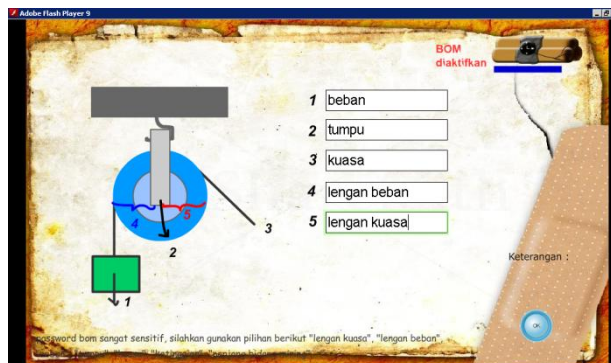 Adobe Flash Player 9
BOM
diaktifkan
1 beban
2 tumpu
3 kuasa
4 lengan beban
5 lengan kuasa
4
5
3
2
1
Keterangan :
OK
password bom sangat sensitif, silahkan gunakan pilihan berikut "lengan kuasa", "lengan beban",